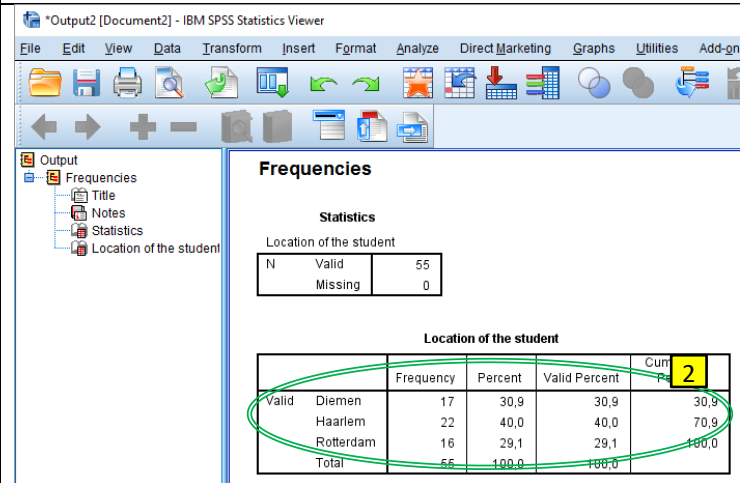 *Output2 [Document2] - IBM SPSS Statistics Viewer
File Edit View Data Transform Insert Format Analyze Direct Marketing Graphs Utilities Add-on
Output
Frequencies
Title
Notes
Statistics
Location of the student
Frequencies
Statistics
Location of the student
N Valid 55
Missing 0
Location of the student
Frequency Percent Valid Percent 2
Valid Diemen 17 30,9 30,9 30,9
Haarlem 22 40,0 40,0 70,9
Rotterdam 16 29,1 29,1 100,0
Total 55 100,0 100,0